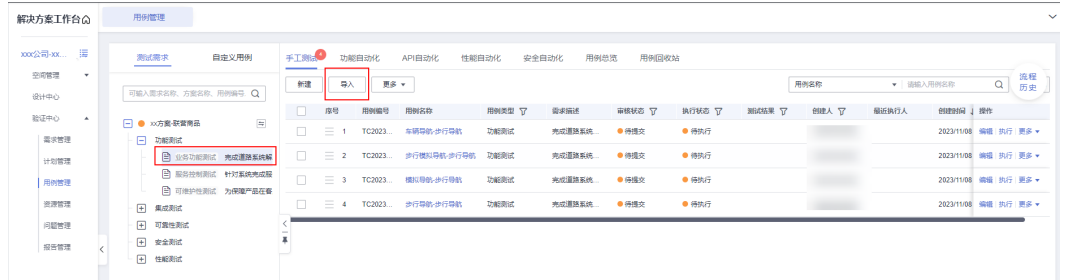 解决方案工作台
用例管理
xxx公司-xx...
空间管理
设计中心
验证中心
需求管理
计划管理
用例管理
资源管理
问题管理
报告管理
测试需求 自定义用例
可输入需求名称、方案名称、用例编号
xx方案-联营商品
功能测试
业务功能测试 完成道路系统解
服务控制测试 针对系统完成服
可维护性测试 为保障产品在客
集成测试
可靠性测试
安全测试
性能测试
手工测试 4 功能自动化 API自动化 性能自动化 安全自动化 用例总览 用例回收站
新建 导入 更多 用例名称 请输入用例名称
流程
历史
序号 用例编号 用例名称 用例类型 需求描述 审核状态 执行状态 测试结果 创建人 最近执行人 创建时间 操作
1 TC2023... 车辆导航-步行导航 功能测试 完成道路系统... 待提交 待执行 2023/11/08 编辑 执行 更多
2 TC2023... 步行模拟导航-步行导航 功能测试 完成道路系统... 待提交 待执行 2023/11/08 编辑 执行 更多
3 TC2023... 模拟导航-步行导航 功能测试 完成道路系统... 待提交 待执行 2023/11/08 编辑 执行 更多
4 TC2023... 步行导航-步行导航 功能测试 完成道路系统... 待提交 待执行 2023/11/08 编辑 执行 更多